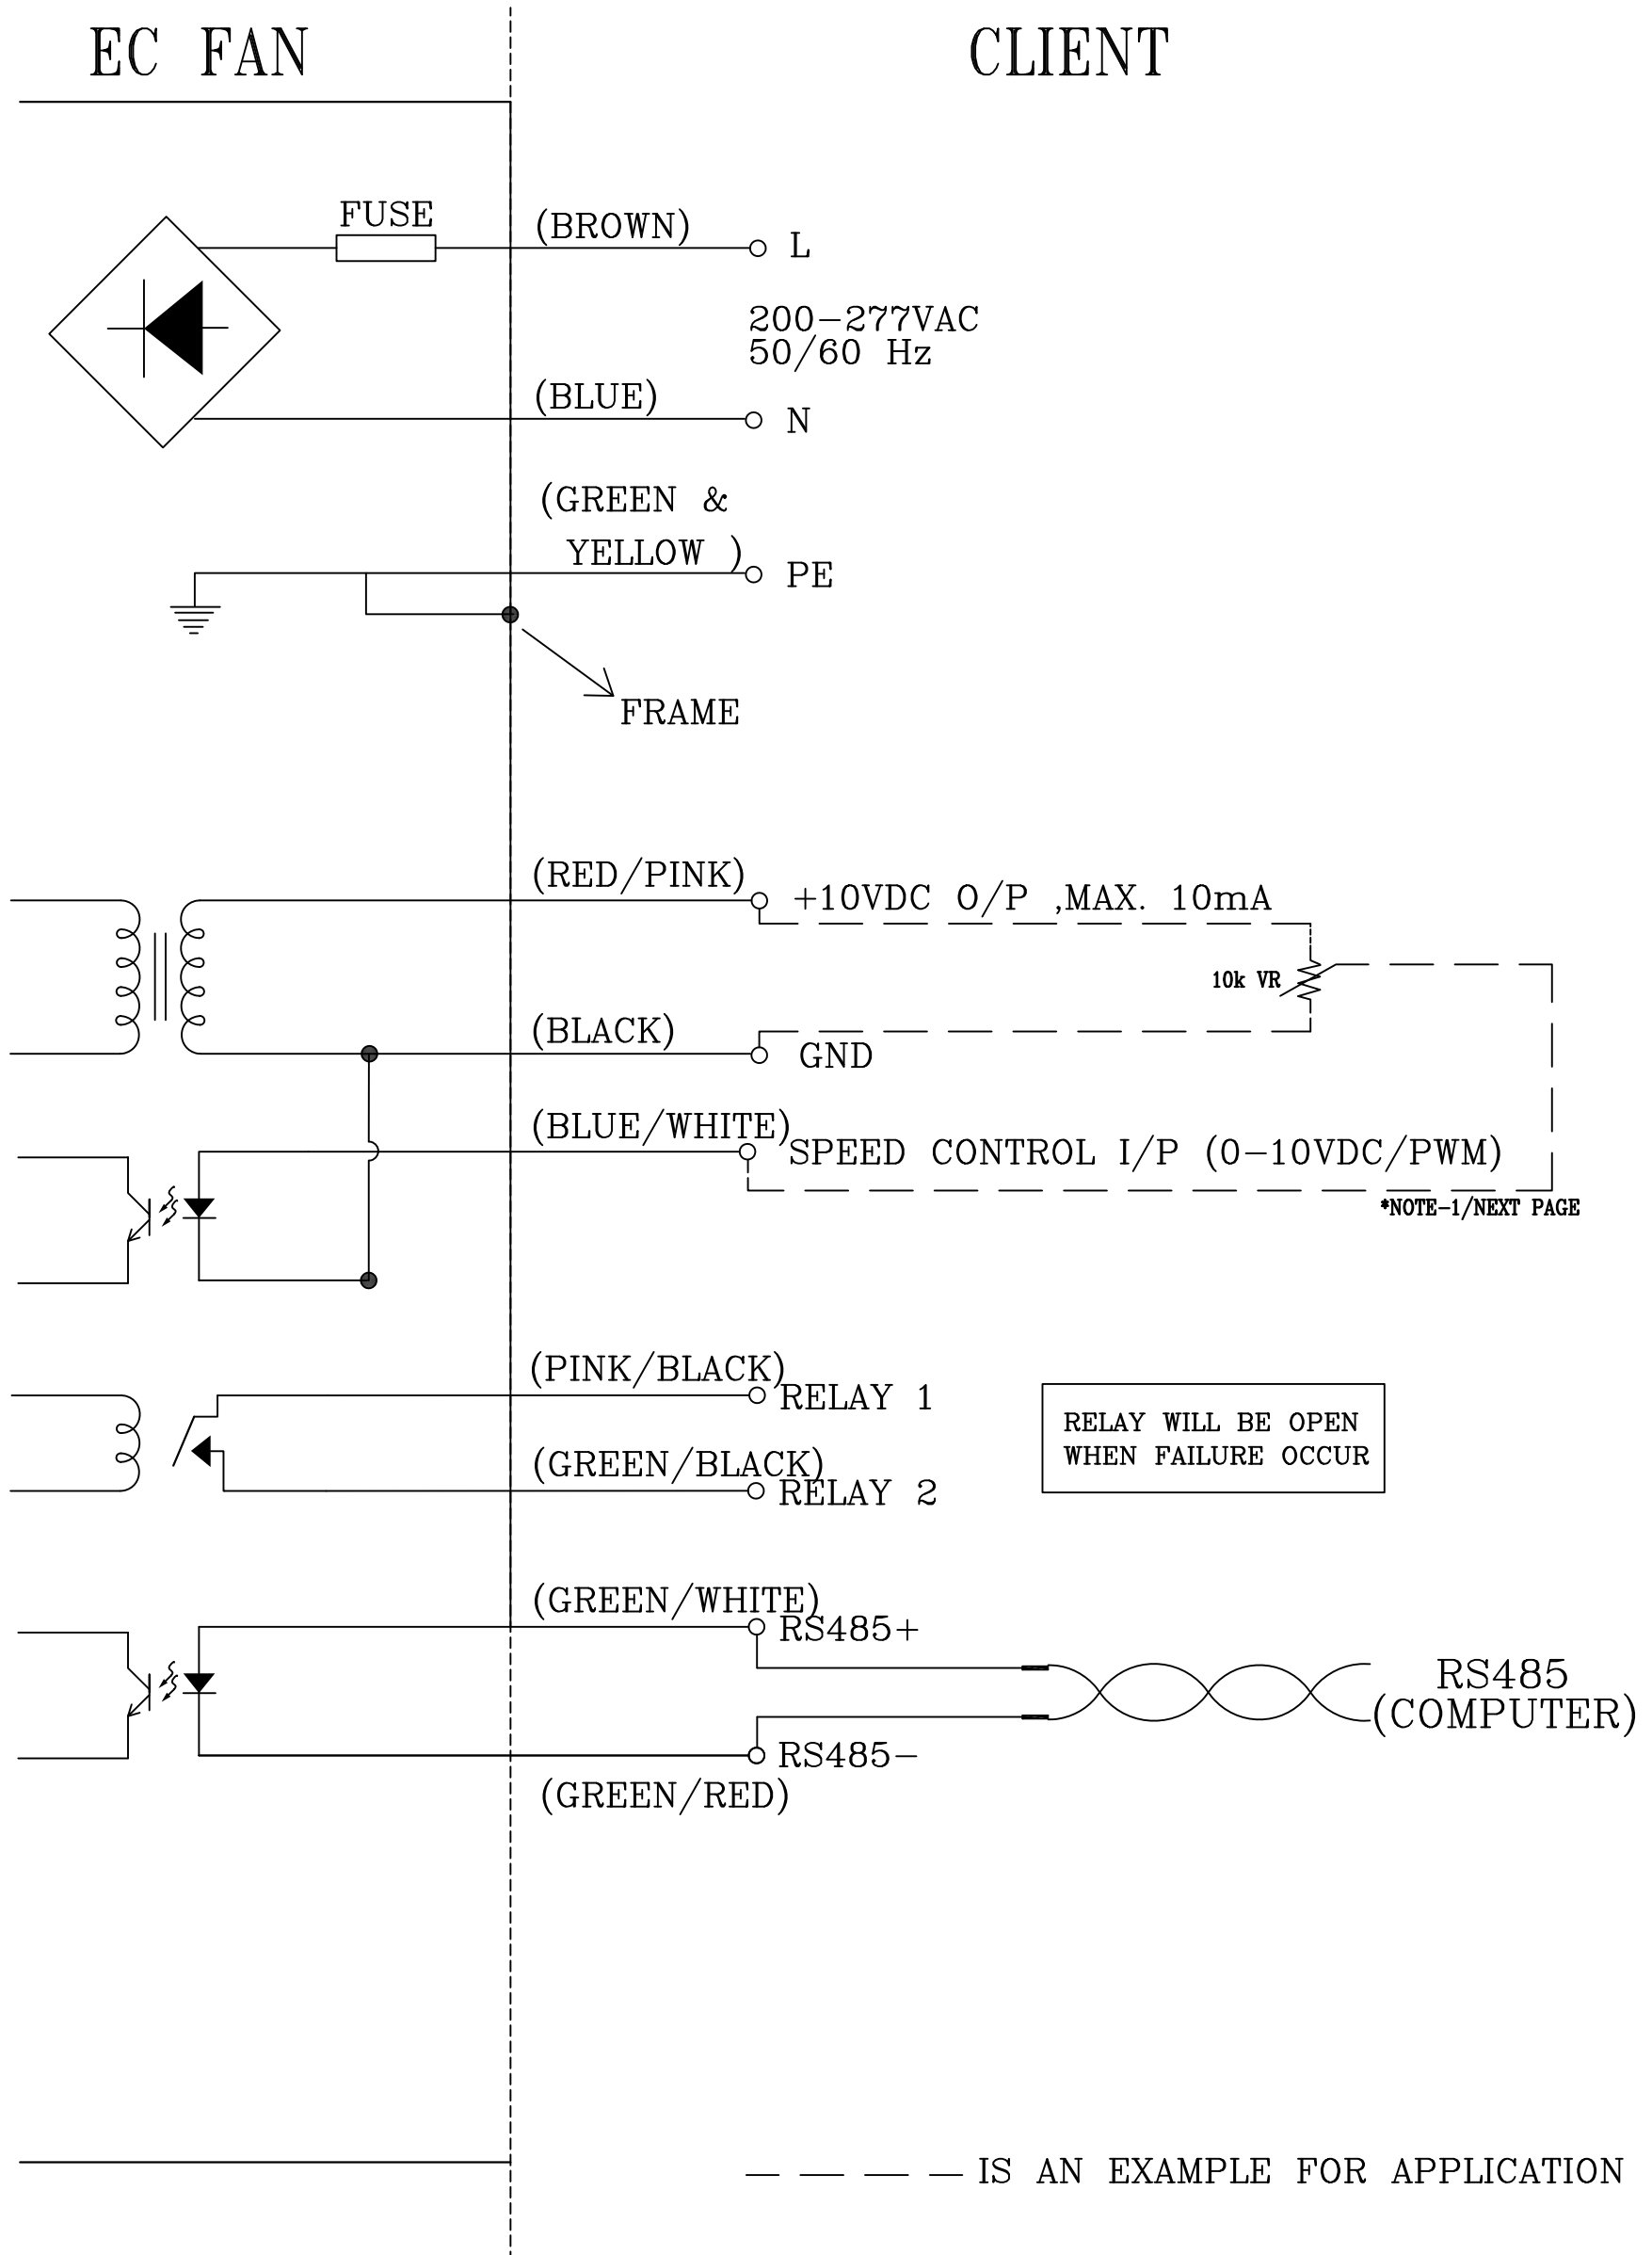 EC FAN
CLIENT
FUSE
(BROWN)
L
200-277VAC
50/60 Hz
(BLUE)
N
(GREEN &
YELLOW )
PE
FRAME
(RED/PINK)
+10VDC O/P ,MAX. 10mA
10k VR
(BLACK)
GND
(BLUE/WHITE)
SPEED CONTROL I/P (0-10VDC/PWM)
*NOTE-1/NEXT PAGE
(PINK/BLACK)
RELAY 1
RELAY WILL BE OPEN
WHEN FAILURE OCCUR
(GREEN/BLACK)
RELAY 2
(GREEN/WHITE)
RS485+
RS485
(COMPUTER)
RS485-
(GREEN/RED)
IS AN EXAMPLE FOR APPLICATION